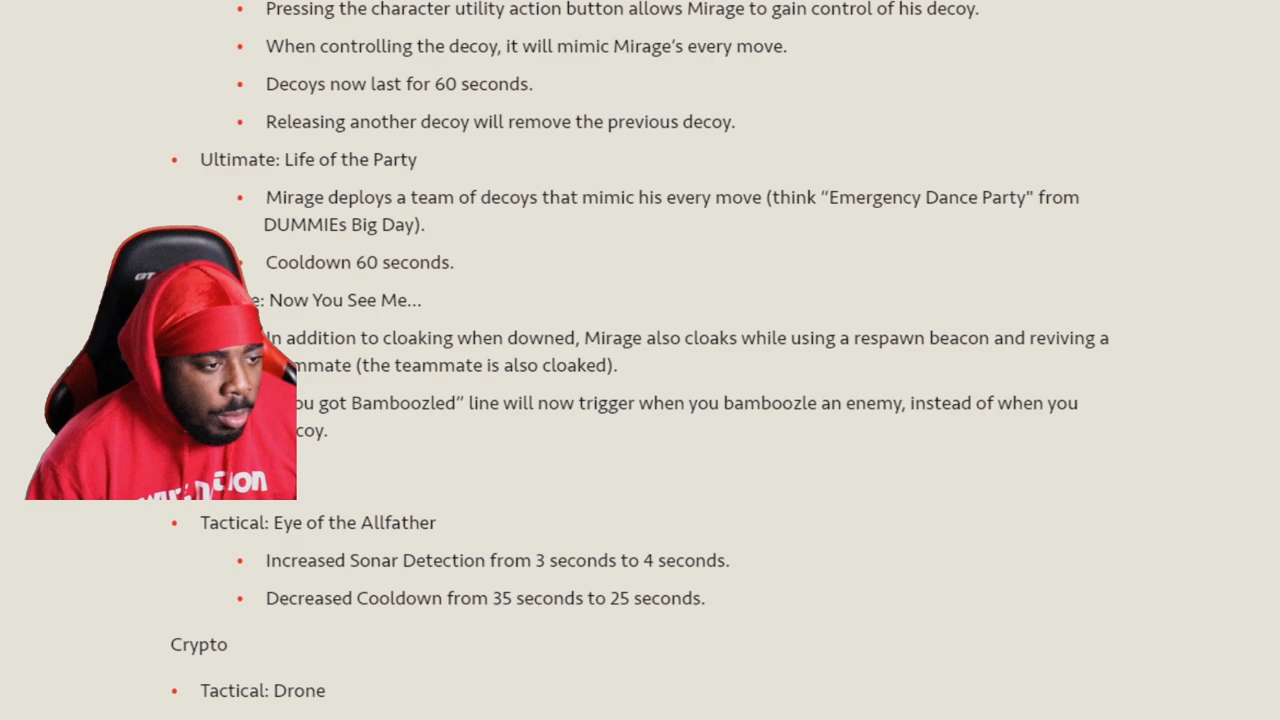 Pressing the character utility action button allows Mirage to gain control of his decoy.
When controlling the decoy, it will mimic Mirage's every move.
Decoys now last for 60 seconds.
Releasing another decoy will remove the previous decoy.
Ultimate: Life of the Party
Mirage deploys a team of decoys that mimic his every move (think “Emergency Dance Party" from
DUMMIEs Big Day).
Cooldown 60 seconds.
Now You See Me...
In addition to cloaking when downed, Mirage also cloaks while using a respawn beacon and reviving a
(the teammate is also cloaked).
got Bamboozled” line will now trigger when you bamboozle an enemy, instead of when you
Tactical: Eye of the Allfather
Increased Sonar Detection from 3 seconds to 4 seconds.
Decreased Cooldown from 35 seconds to 25 seconds.
Crypto
Tactical: Drone